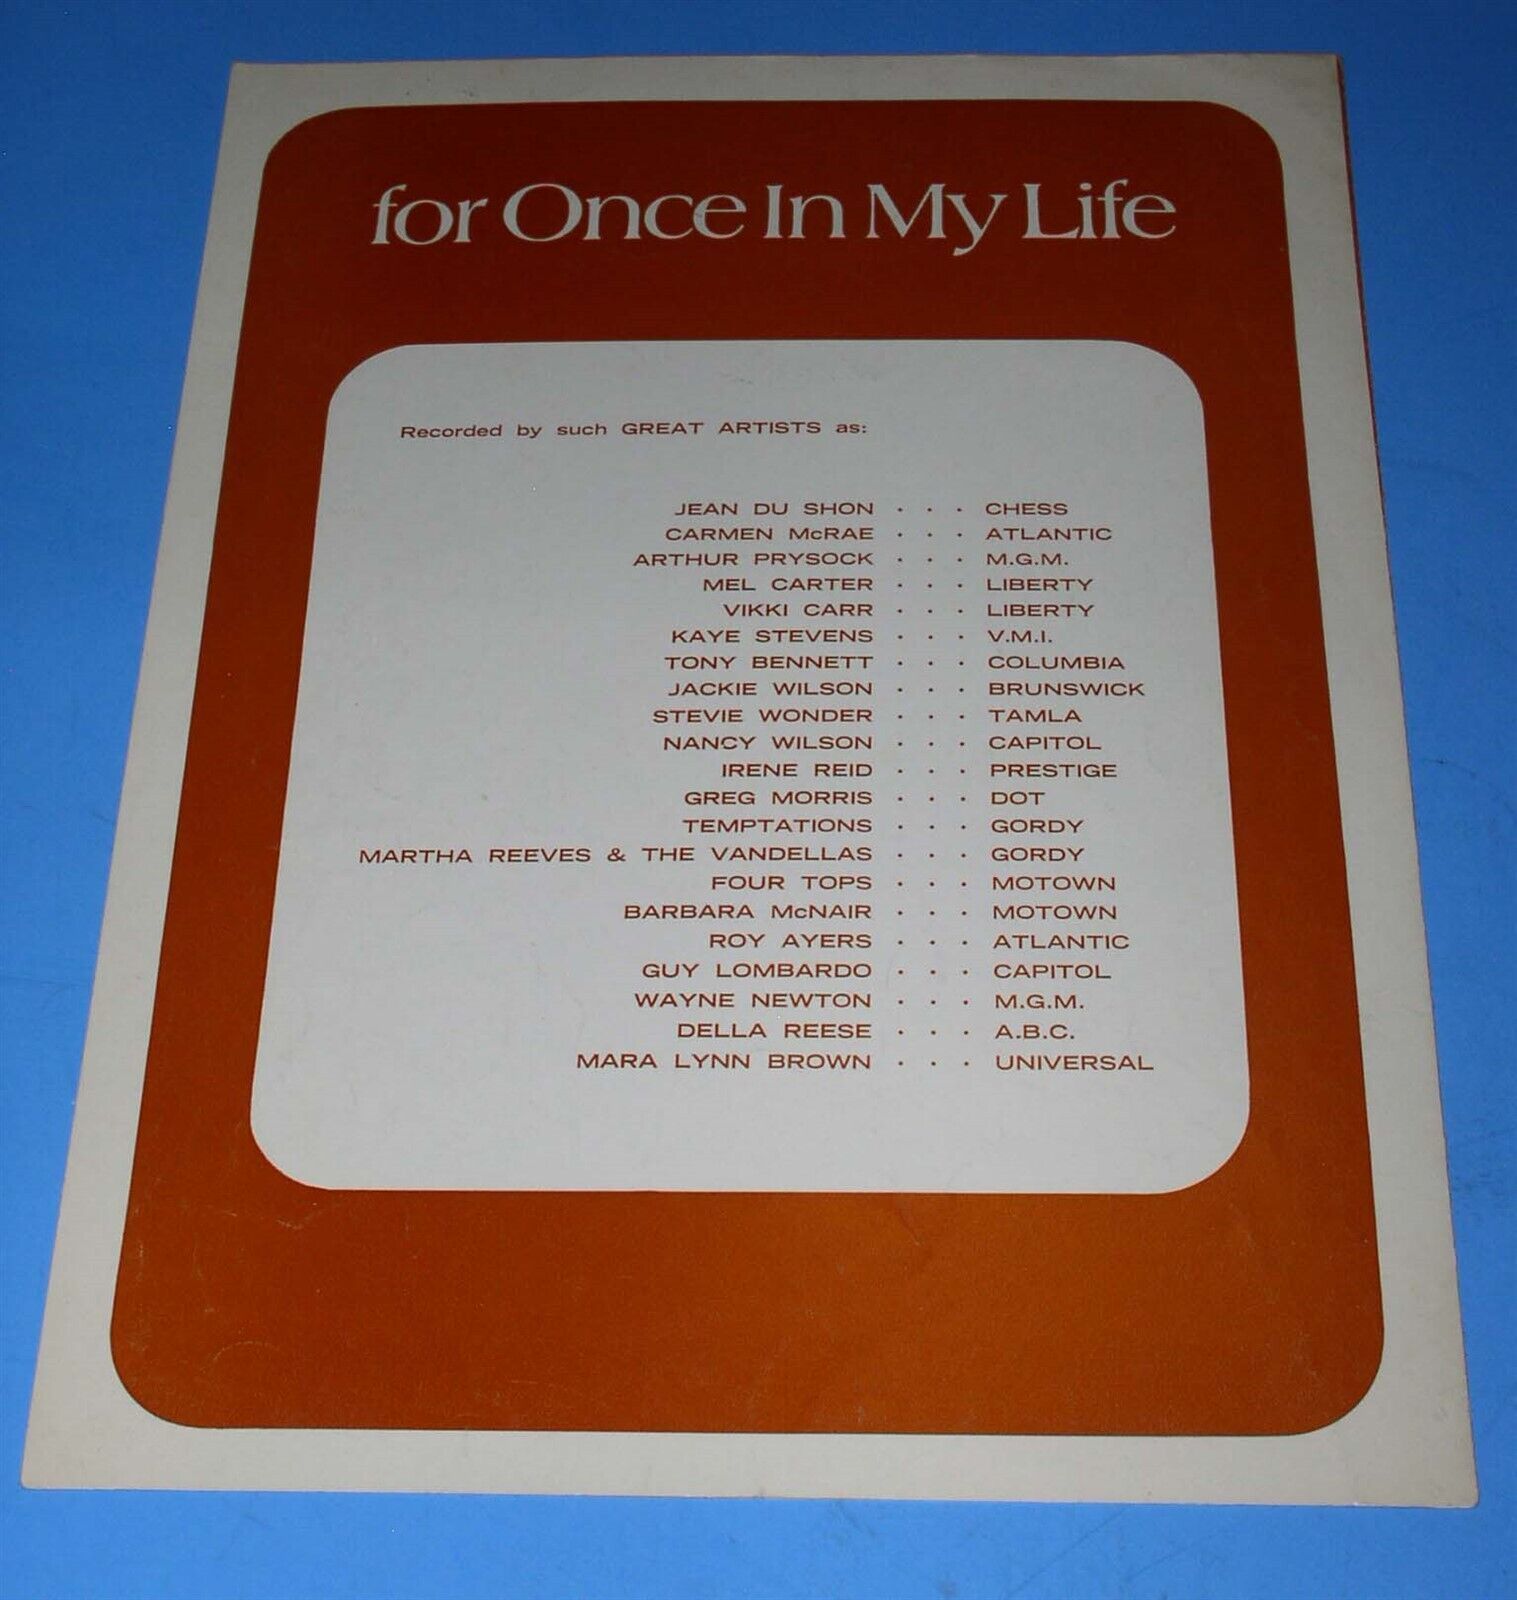 for Once In My Life
Recorded by such GREAT ARTISTS as:
JEAN DU SHON . . . CHESS
CARMEN McRAE . . . ATLANTIC
ARTHUR PRYSOCK . . . M.G.M.
MEL CARTER . . . LIBERTY
VIKKI CARR . . . LIBERTY
KAYE STEVENS . . . V.M.I.
TONY BENNETT . . . COLUMBIA
JACKIE WILSON . . . BRUNSWICK
STEVIE WONDER . . . TAMLA
NANCY WILSON . . . CAPITOL
IRENE REID . . . PRESTIGE
GREG MORRIS . . . DOT
TEMPTATIONS . . . GORDY
MARTHA REEVES & THE VANDELLAS . . . GORDY
FOUR TOPS . . . MOTOWN
BARBARA McNAIR . . . MOTOWN
ROY AYERS . . . ATLANTIC
GUY LOMBARDO . . . CAPITOL
WAYNE NEWTON . . . M.G.M.
DELLA REESE . . . A.B.C.
MARA LYNN BROWN . . . UNIVERSAL